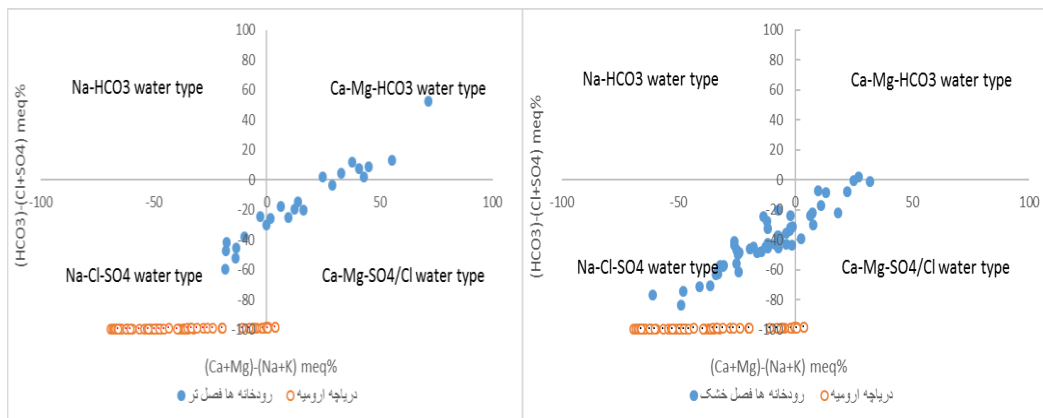 (HCO3)-(Cl+SO4) meq%
100
80
60
40
20
0
-20
-40
-60
-80
-100
-100
-50
0
50
100
Na-HCO3 water type
Ca-Mg-HCO3 water type
Na-Cl-SO4 water type
Ca-Mg-SO4/Cl water type
(Ca+Mg)-(Na+K) meq%
رودخانه ها فصل تر
دریاچه ارومیه
(HCO3)-(Cl+SO4) meq%
100
80
60
40
20
0
-20
-40
-60
-80
-100
-100
-50
0
50
100
Na-HCO3 water type
Ca-Mg-HCO3 water type
Na-Cl-SO4 water type
Ca-Mg-SO4/Cl water type
(Ca+Mg)-(Na+K) meq%
رودخانه ها فصل خشک
دریاچه ارومیه